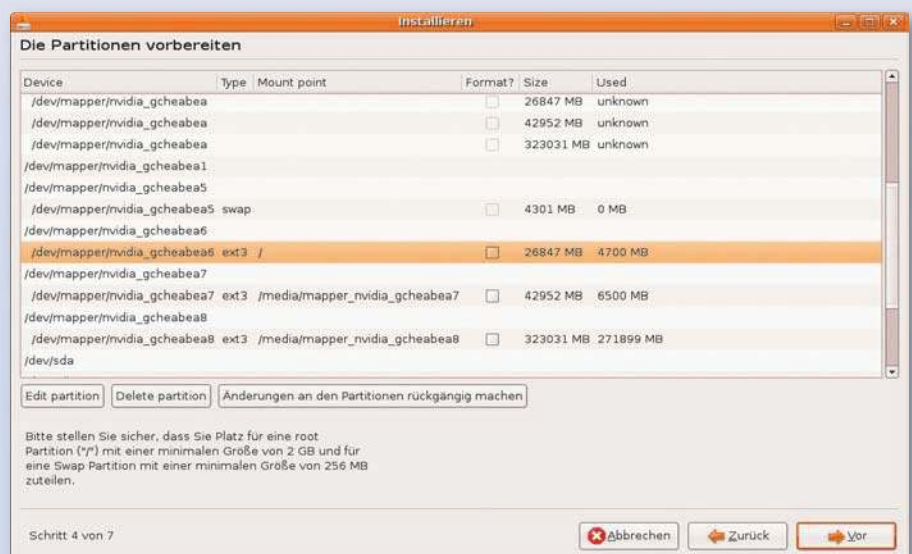 Installieren
Die Partitionen vorbereiten
Device Type Mount point Format? Size Used
/dev/mapper/nvidia_gcheabea 26847 MB unknown
/dev/mapper/nvidia_gcheabea 42952 MB unknown
/dev/mapper/nvidia_gcheabea 323031 MB unknown
/dev/mapper/nvidia_gcheabea1
/dev/mapper/nvidia_gcheabea5
/dev/mapper/nvidia_gcheabea5 swap 4301 MB 0 MB
/dev/mapper/nvidia_gcheabea6
/dev/mapper/nvidia_gcheabea6 ext3 / 26847 MB 4700 MB
/dev/mapper/nvidia_gcheabea7
/dev/mapper/nvidia_gcheabea7 ext3 /media/mapper_nvidia_gcheabea7 42952 MB 6500 MB
/dev/mapper/nvidia_gcheabea8
/dev/mapper/nvidia_gcheabea8 ext3 /media/mapper_nvidia_gcheabea8 323031 MB 271899 MB
/dev/sda
Edit partition Delete partition Änderungen an den Partitionen rückgängig machen
Bitte stellen Sie sicher, dass Sie Platz für eine root
Partition ("/") mit einer minimalen Größe von 2 GB und für
eine Swap Partition mit einer minimalen Größe von 256 MB
zuteilen.
Schritt 4 von 7 Abbrechen Zurück Vor